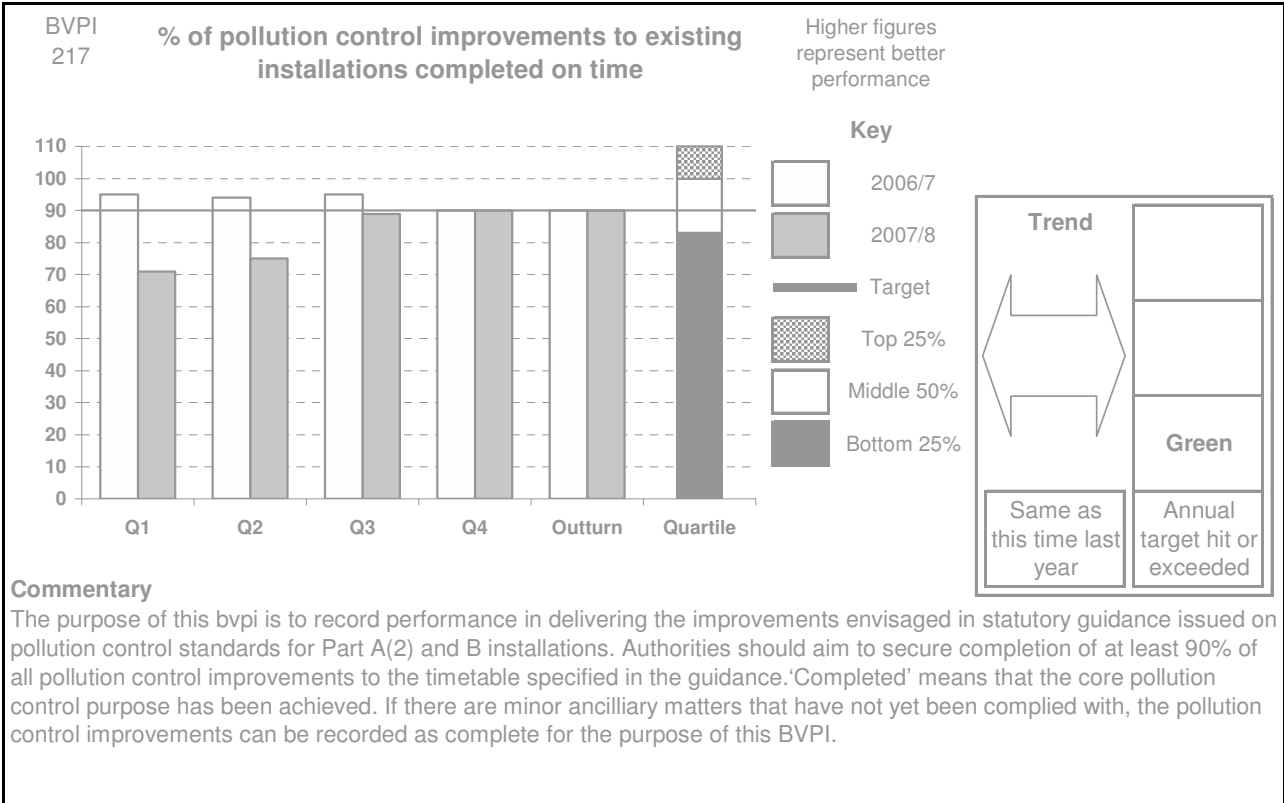 BVPI
217
% of pollution control improvements to existing
installations completed on time
Higher figures
represent better
performance
Key
110
100
90
80
70
60
50
40
30
20
10
0
Q1
Q2
Q3
Q4
Outturn
Quartile
2006/7
2007/8
Target
Top 25%
Middle 50%
Bottom 25%
Trend
Green
Same as
this time last
year
Annual
target hit or
exceeded
Commentary
The purpose of this bvpi is to record performance in delivering the improvements envisaged in statutory guidance issued on
pollution control standards for Part A(2) and B installations. Authorities should aim to secure completion of at least 90% of
all pollution control improvements to the timetable specified in the guidance.‘Completed’ means that the core pollution
control purpose has been achieved. If there are minor ancilliary matters that have not yet been complied with, the pollution
control improvements can be recorded as complete for the purpose of this BVPI.